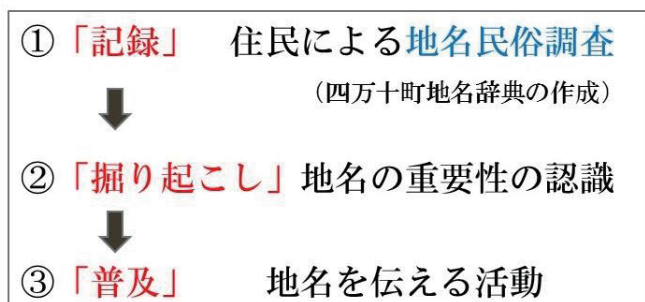 ①「記録」 住民による地名民俗調査
（四万十町地名辞典の作成）
②「掘り起こし」地名の重要性の認識
③「普及」 地名を伝える活動